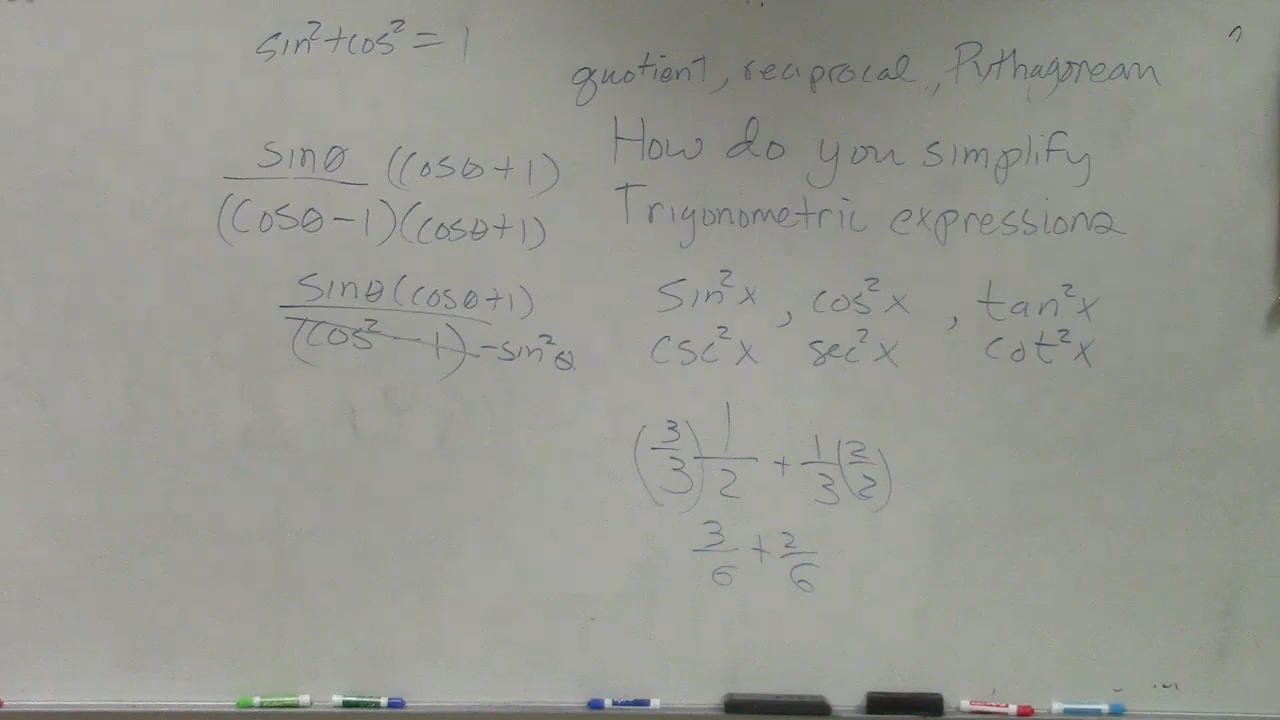 sin²+cos² = 1
quotient, reciprocal, Pythagorean
How do you simplify
Trigonometric expressions
sinθ (cosθ+1)
(cosθ-1)(cosθ+1)
sinθ(cosθ+1)
(cos²-1) -sin²θ
sin²x, cos²x, tan²x
csc²x sec²x cot²x
(3/3) 1/2 + 1/3 (2/2)
3/6 + 2/6